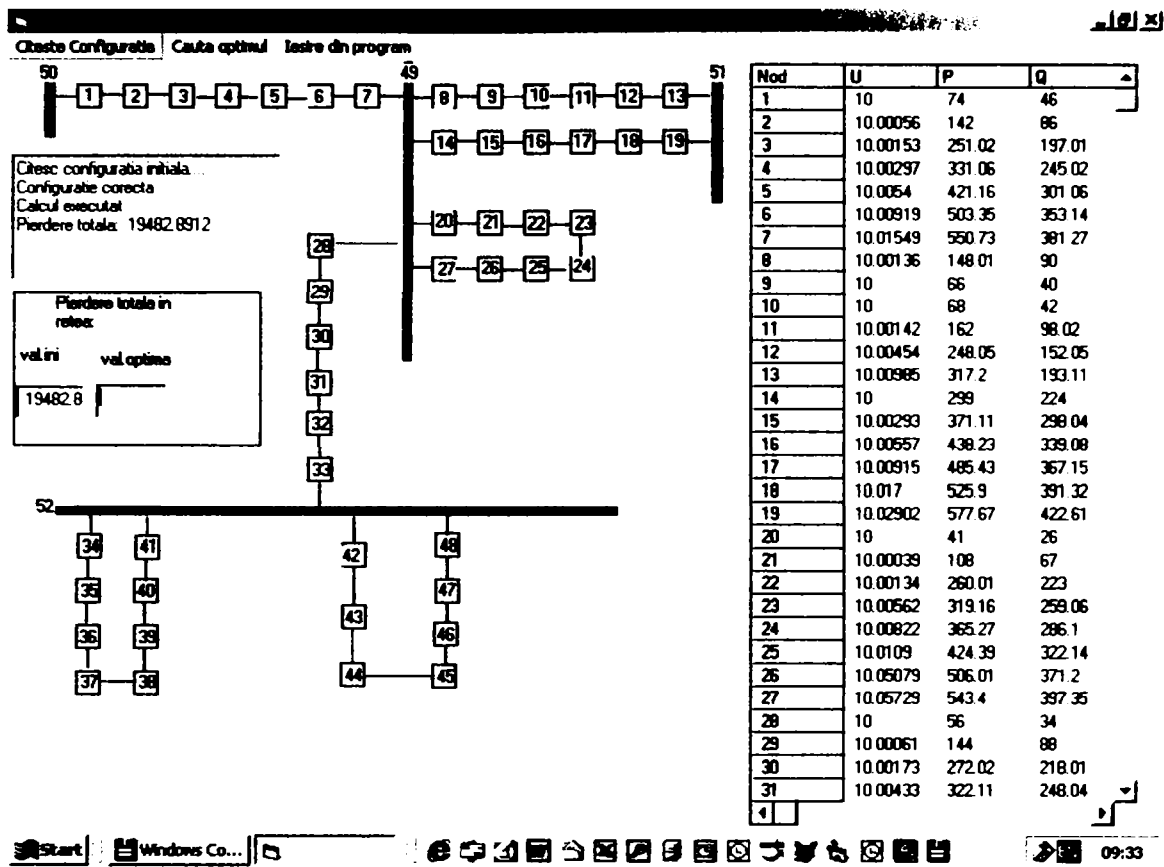 Citeste Configuratia Cauta optimul Iesire din program
50 49 51
1 2 3 4 5 6 7 8 9 10 11 12 13
14 15 16 17 18 19
Citesc configuratia initiala...
Configuratie corecta
Calcul executat
Pierdere totala: 19482.8912
20 21 22 23
28
27 26 25 24
29
Pierdere totala in
retea:
30
val.ini val.optima
31
19482.8
32
33
52
34 41 42 48
35 40 47
43
36 39 46
44 45
37 38
Nod U P Q
1 10 74 46
2 10.00056 142 86
3 10.00153 251.02 197.01
4 10.00297 331.06 245.02
5 10.0054 421.16 301.06
6 10.00919 503.35 353.14
7 10.01549 550.73 381.27
8 10.00136 148.01 90
9 10 66 40
10 10 68 42
11 10.00142 162 98.02
12 10.00454 248.05 152.05
13 10.00985 317.2 193.11
14 10 299 224
15 10.00293 371.11 298.04
16 10.00557 438.23 339.08
17 10.00915 485.43 367.15
18 10.017 525.9 391.32
19 10.02902 577.67 422.61
20 10 41 26
21 10.00039 108 67
22 10.00134 260.01 223
23 10.00562 319.16 259.06
24 10.00822 365.27 286.1
25 10.0109 424.39 322.14
26 10.05079 506.01 371.2
27 10.05729 543.4 397.35
28 10 56 34
29 10.00061 144 88
30 10.00173 272.02 218.01
31 10.00433 322.11 248.04
Start Windows Co... 09:33